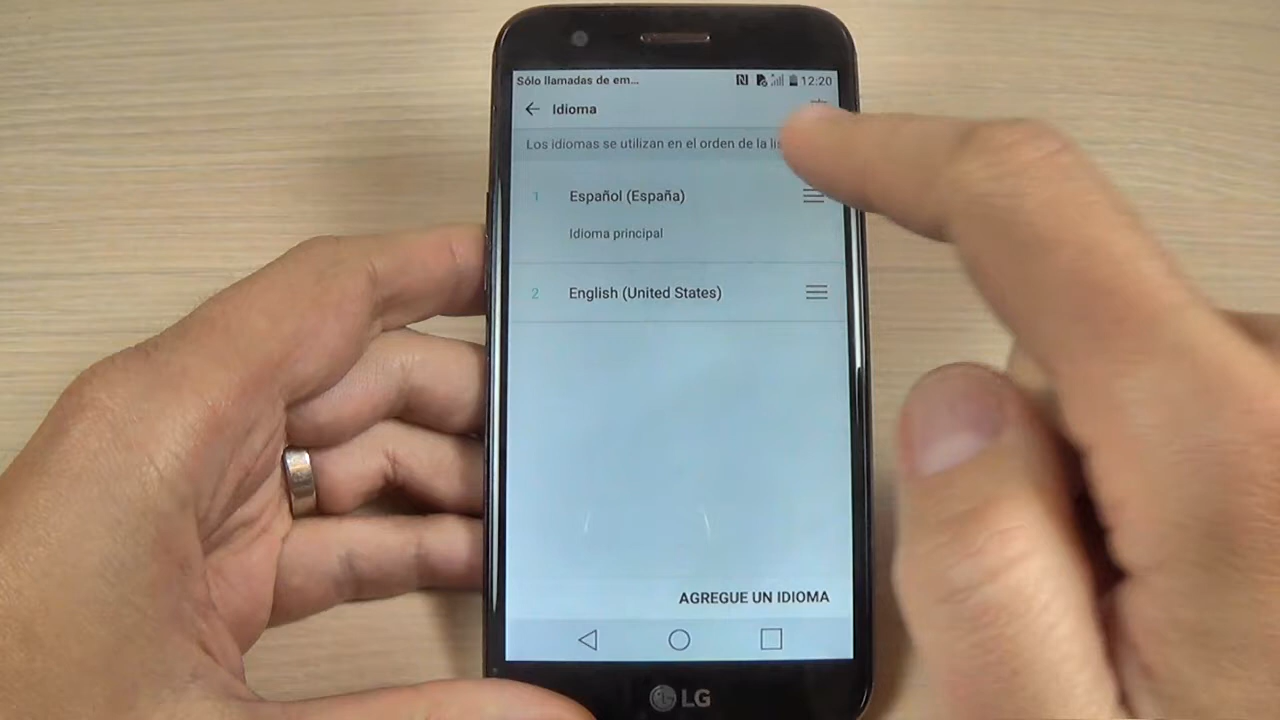 Sólo llamadas de em... 12:20
Idioma
Los idiomas se utilizan en el orden de la
1 Español (España)
Idioma principal
2 English (United States)
AGREGUE UN IDIOMA
LG